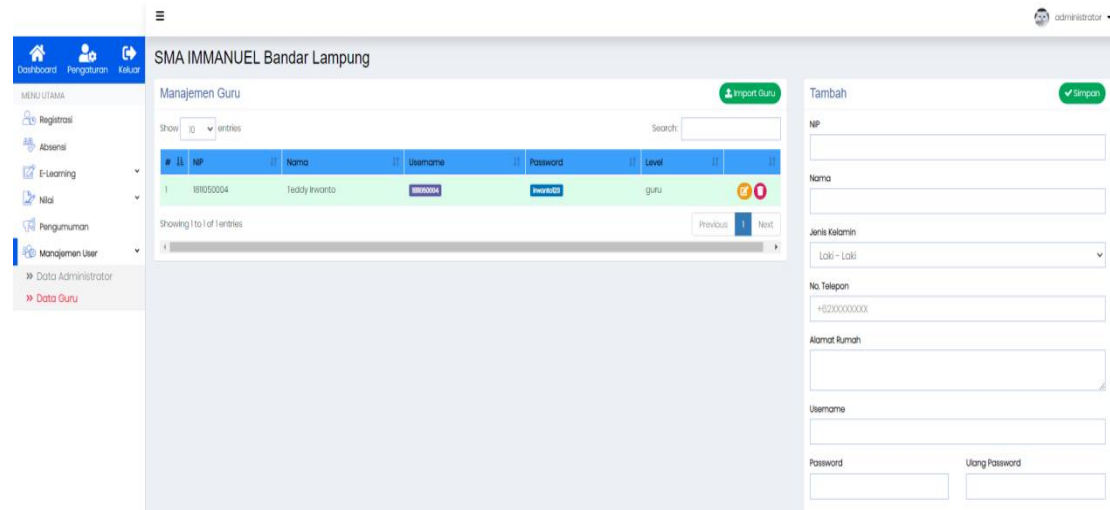 administrator
Dashboard Pengaturan Keluar
SMA IMMANUEL Bandar Lampung
MENU UTAMA
Registrasi
Absensi
E-Learning
Nilai
Pengumuman
Manajemen User
Data Administrator
Data Guru
Manajemen Guru
Import Guru
Show 10 entries
Search:
# NIP Nama Username Password Level
1 181050004 Teddy Irwanto 181050004 irwanto123 guru
Showing 1 to 1 of 1 entries
Previous 1 Next
Tambah
Simpan
NIP
Nama
Jenis Kelamin
Laki - Laki
No. Telepon
+62XXXXXXXXX
Alamat Rumah
Username
Password Ulang Password